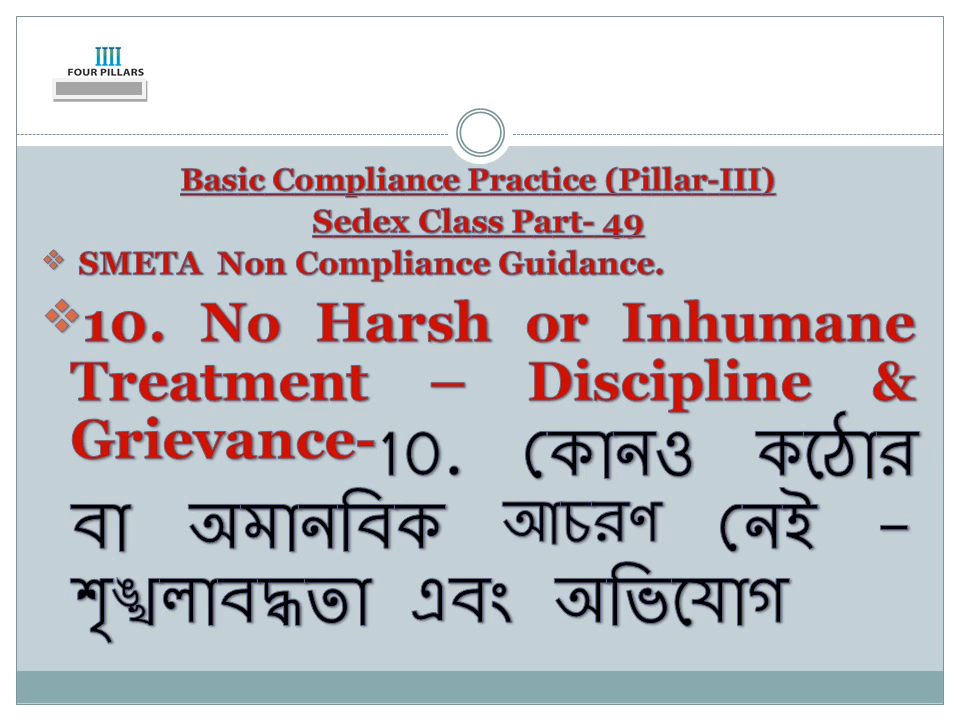 FOUR PILLARS
Basic Compliance Practice (Pillar-III)
Sedex Class Part- 49
SMETA Non Compliance Guidance.
10. No Harsh or Inhumane
Treatment – Discipline &
Grievance-10. কোনও কঠোর
বা অমানবিক আচরণ নেই –
শৃঙ্খলাবদ্ধতা এবং অভিযোগ